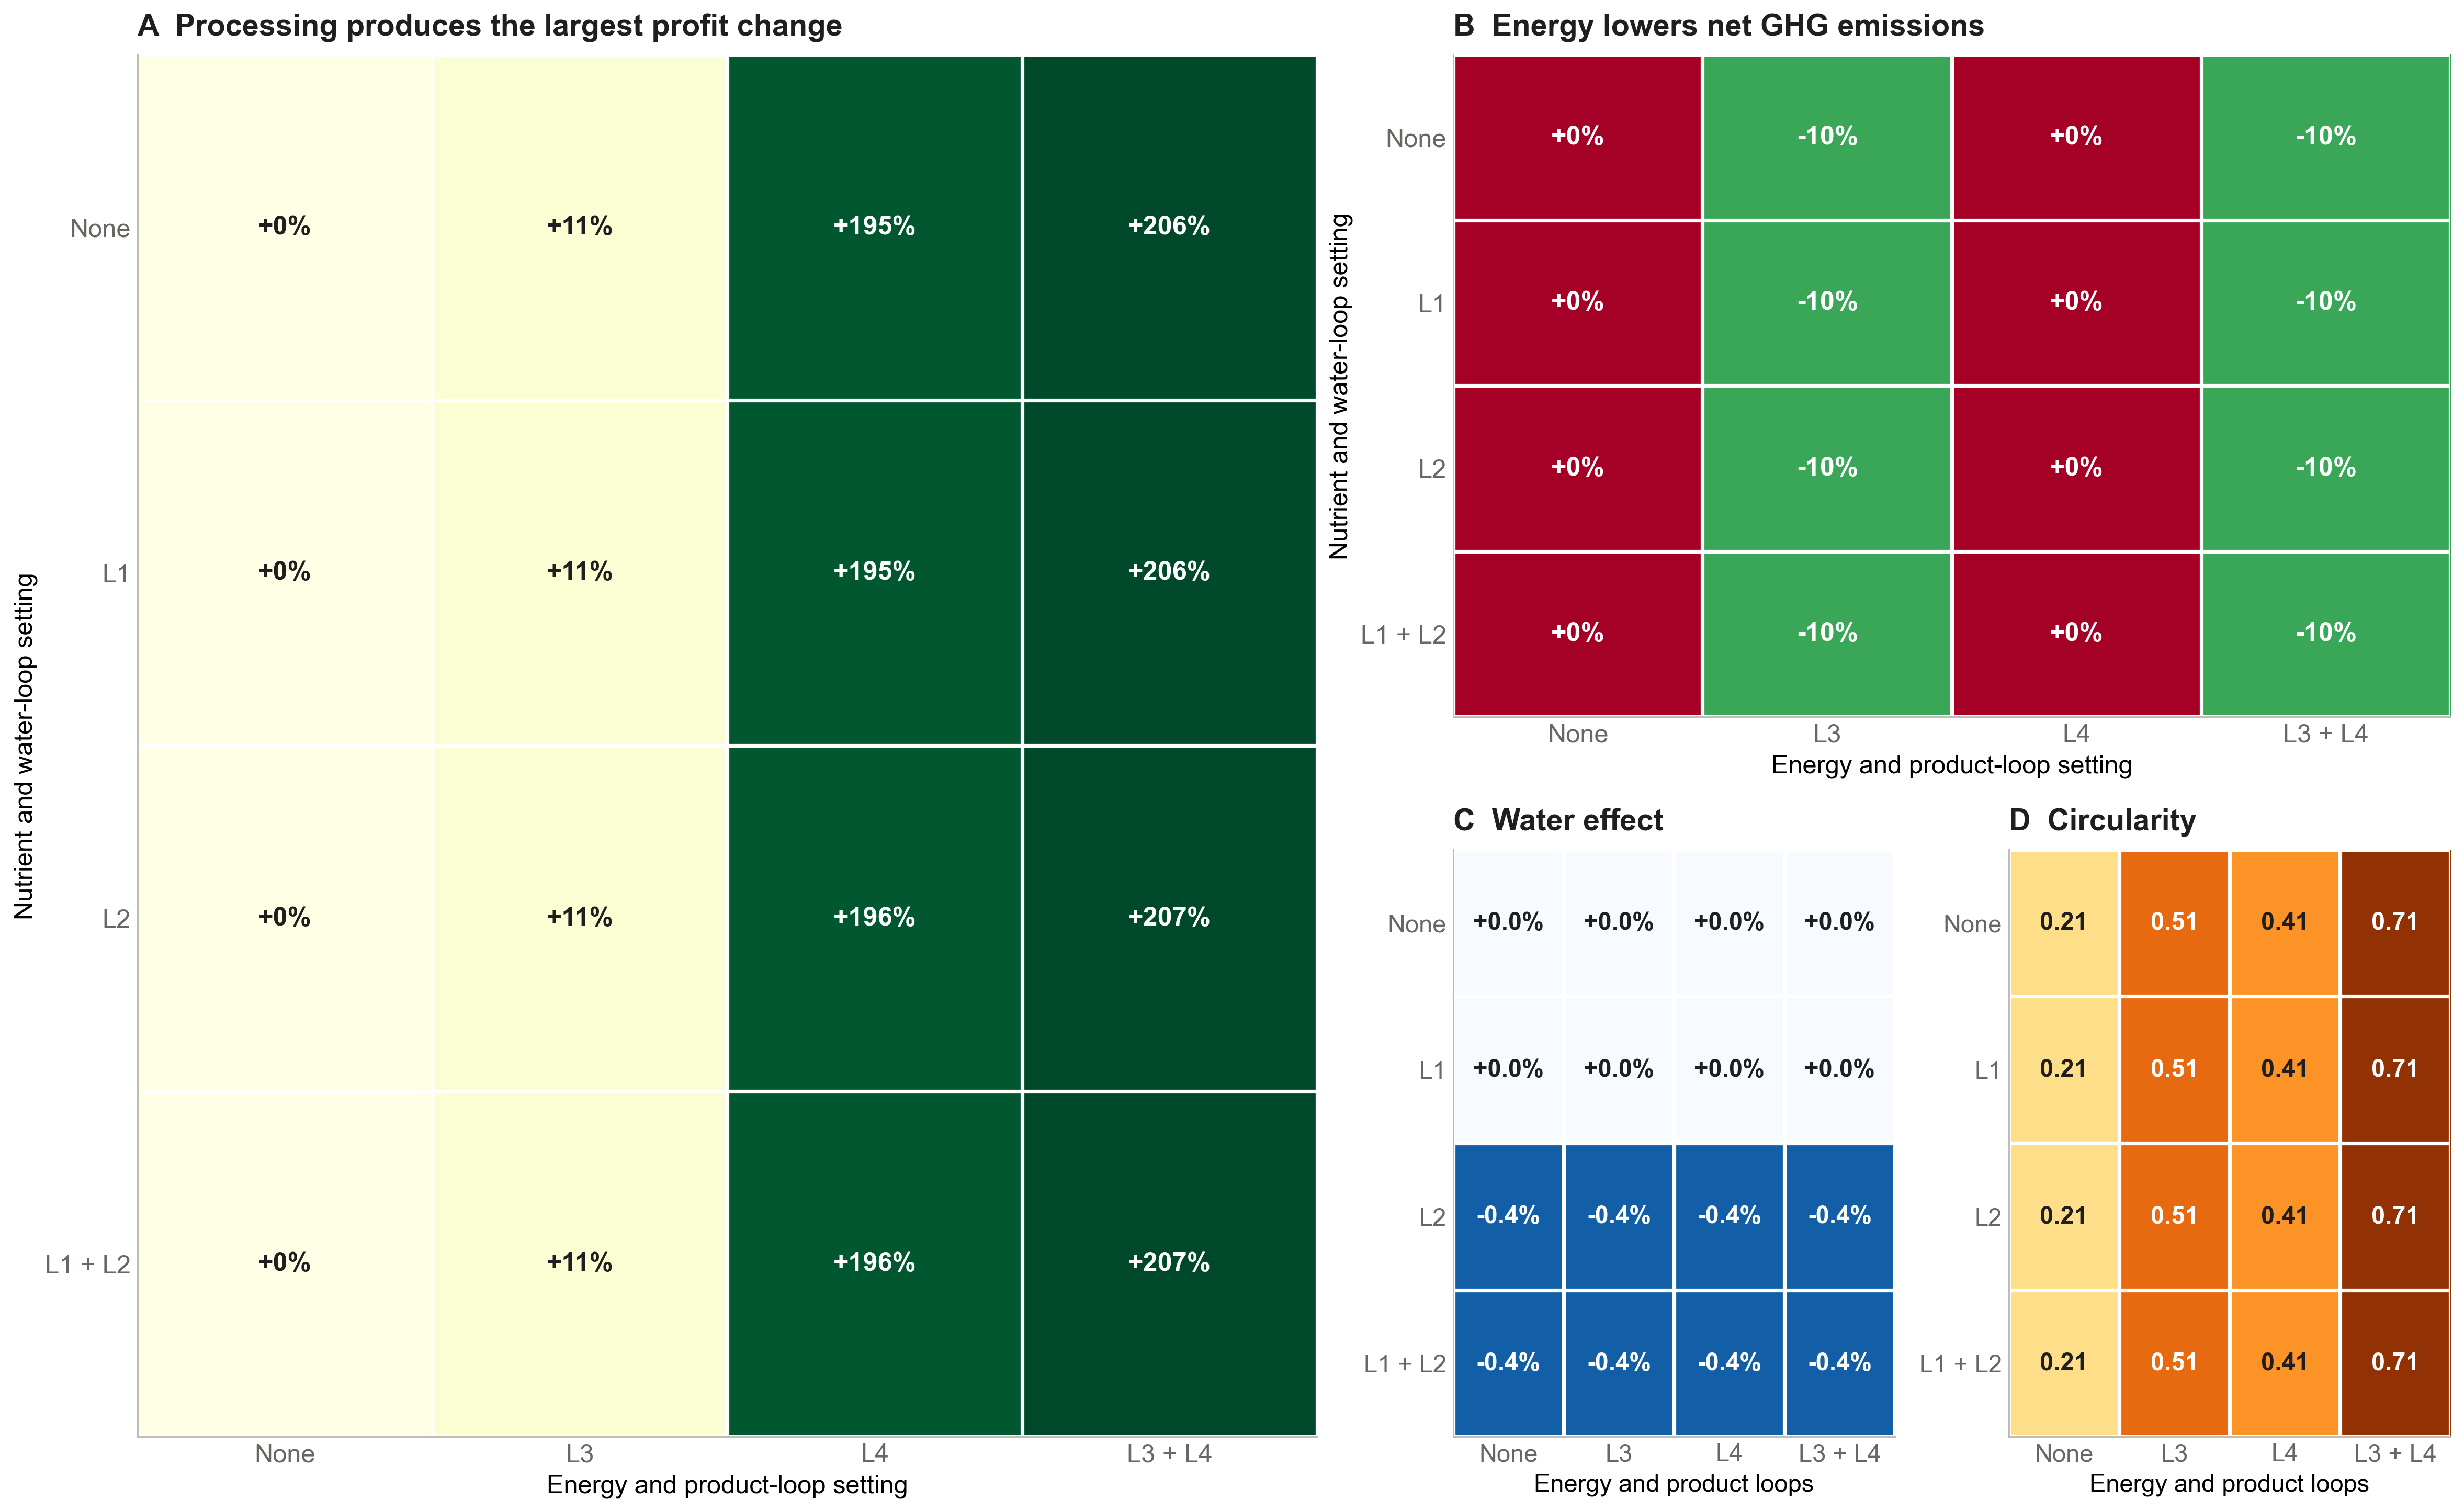 A Processing produces the largest profit change
Nutrient and water-loop setting
None +0% +11% +195% +206%
L1 +0% +11% +195% +206%
L2 +0% +11% +196% +207%
L1 + L2 +0% +11% +196% +207%
None L3 L4 L3 + L4
Energy and product-loop setting
B Energy lowers net GHG emissions
Nutrient and water-loop setting
None +0% -10% +0% -10%
L1 +0% -10% +0% -10%
L2 +0% -10% +0% -10%
L1 + L2 +0% -10% +0% -10%
None L3 L4 L3 + L4
Energy and product-loop setting
C Water effect
None +0.0% +0.0% +0.0% +0.0%
L1 +0.0% +0.0% +0.0% +0.0%
L2 -0.4% -0.4% -0.4% -0.4%
L1 + L2 -0.4% -0.4% -0.4% -0.4%
None L3 L4 L3 + L4
Energy and product loops
D Circularity
None 0.21 0.51 0.41 0.71
L1 0.21 0.51 0.41 0.71
L2 0.21 0.51 0.41 0.71
L1 + L2 0.21 0.51 0.41 0.71
None L3 L4 L3 + L4
Energy and product loops